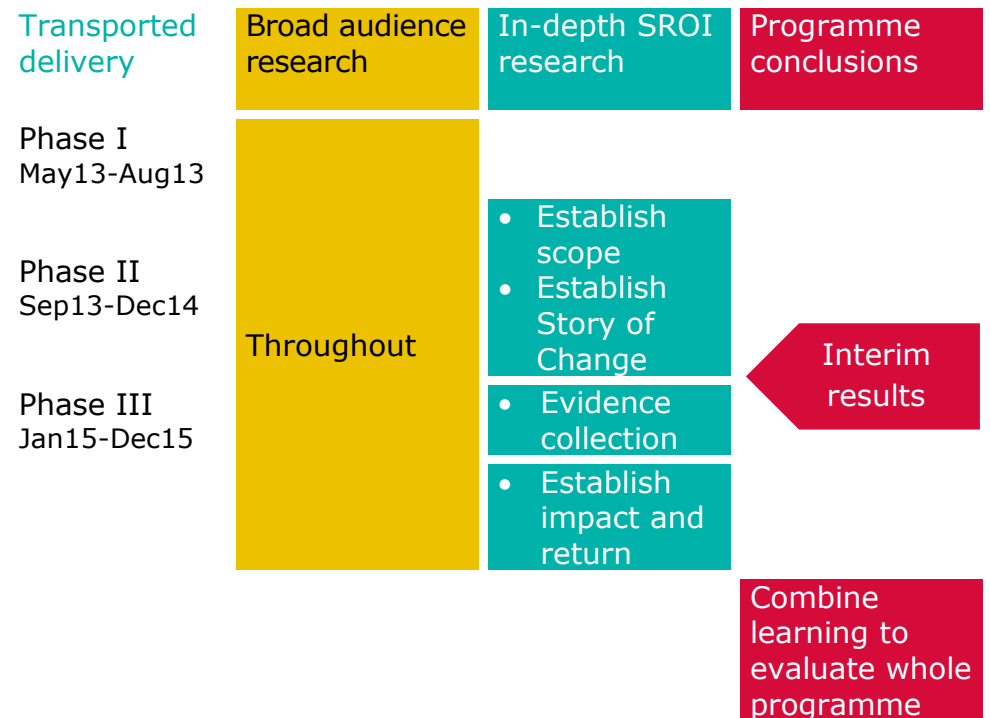 Transported
delivery
Broad audience
research
In-depth SROI
research
Programme
conclusions
Phase I
May13-Aug13
Phase II
Sep13-Dec14
Phase III
Jan15-Dec15
Throughout
• Establish
scope
• Establish
Story of
Change
• Evidence
collection
• Establish
impact and
return
Interim
results
Combine
learning to
evaluate whole
programme